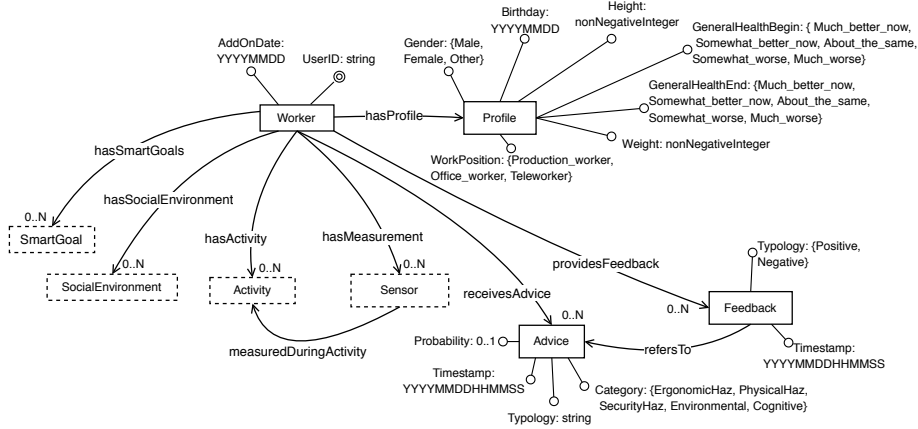 Birthday:
YYYYMMDD
Height:
nonNegativeInteger
GeneralHealthBegin: { Much_better_now,
Somewhat_better_now, About_the_same,
Somewhat_worse, Much_worse}
AddOnDate:
YYYYMMDD
UserID: string
Gender: {Male,
Female, Other}
GeneralHealthEnd: {Much_better_now,
Somewhat_better_now, About_the_same,
Somewhat_worse, Much_worse}
Worker
hasProfile
Profile
Weight: nonNegativeInteger
WorkPosition: {Production_worker,
Office_worker, Teleworker}
hasSmartGoals
hasSocialEnvironment
0..N
SmartGoal
hasActivity
hasMeasurement
Typology: {Positive,
Negative}
providesFeedback
0..N
SocialEnvironment
0..N
Activity
0..N
Sensor
receivesAdvice
0..N
Feedback
0..N
measuredDuringActivity
Probability: 0..1
Advice
refersTo
Timestamp:
YYYYMMDDHHMMSS
Timestamp:
YYYYMMDDHHMMSS
Category: {ErgonomicHaz, PhysicalHaz,
SecurityHaz, Environmental, Cognitive}
Typology: string